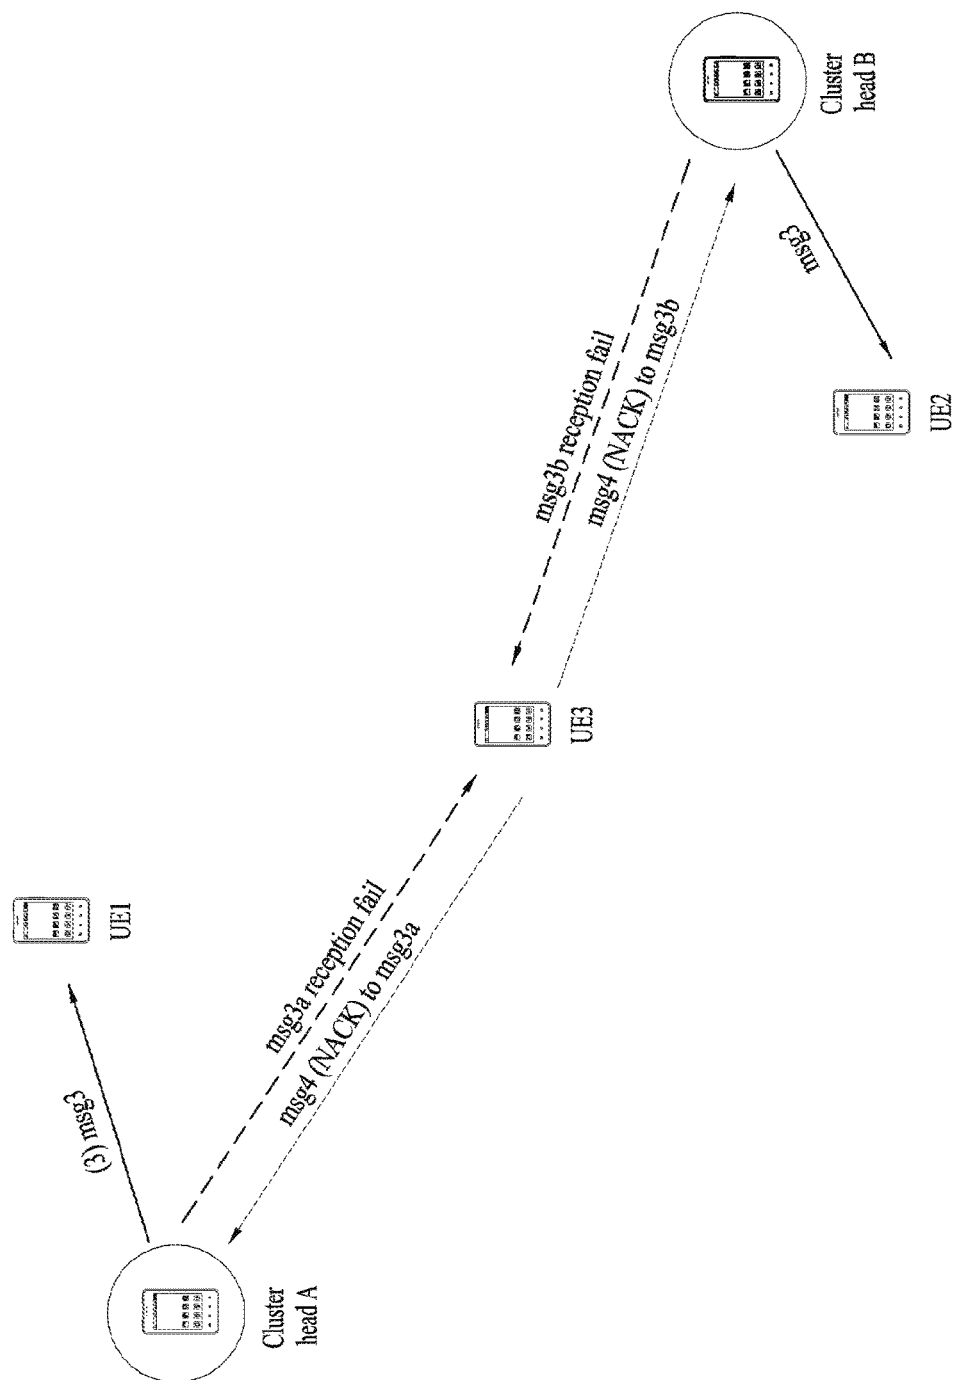 UE1
(3) msg3
Cluster
head A
msg3a reception fail
msg4 (NACK) to msg3a
UE3
msg3b reception fail
msg4 (NACK) to msg3b
Cluster
head B
msg3
UE2